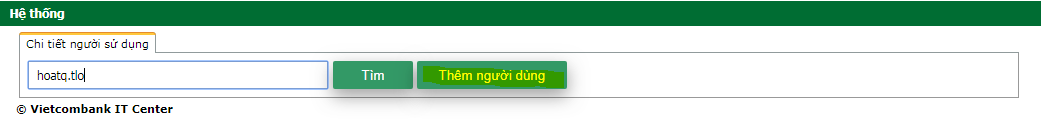 Hệ thống
Chi tiết người sử dụng
hoatq.tlo Tìm Thêm người dùng
© Vietcombank IT Center